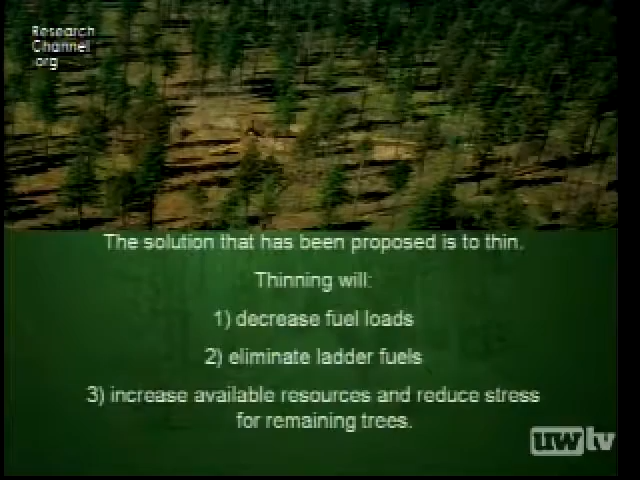 Research
Channel
.org
The solution that has been proposed is to thin.
Thinning will:
1) decrease fuel loads
2) eliminate ladder fuels
3) increase available resources and reduce stress
for remaining trees.
uwtv